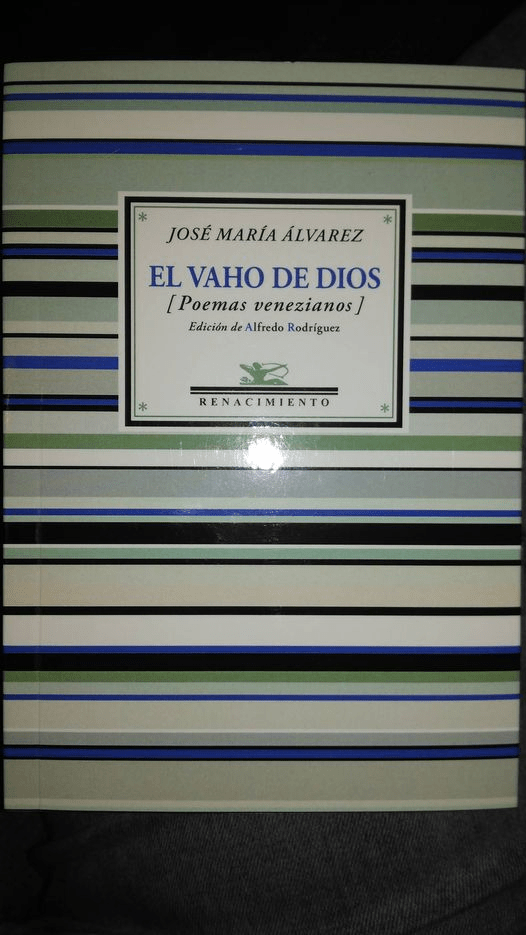 JOSÉ MARÍA ÁLVAREZ
EL VAHO DE DIOS
[Poemas venezianos]
Edición de Alfredo Rodríguez
RENACIMIENTO